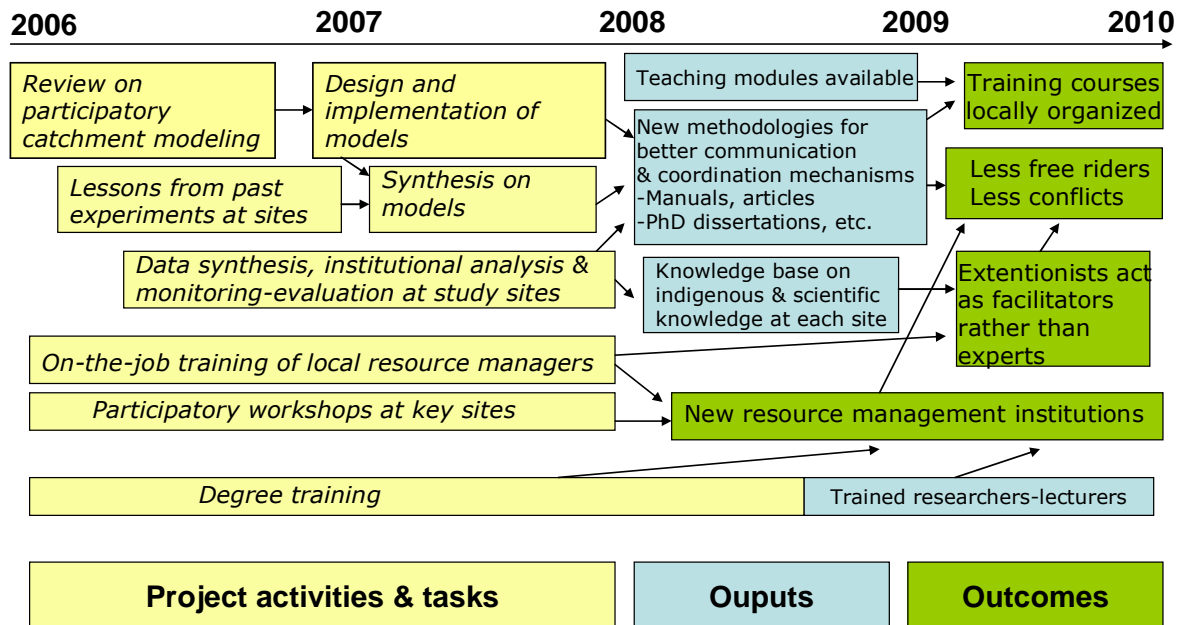 2006 2007 2008 2009 2010
Review on
participatory
catchment modeling
Design and
implementation of
models
Teaching modules available
Training courses
locally organized
New methodologies for
better communication
& coordination mechanisms
-Manuals, articles
-PhD dissertations, etc.
Lessons from past
experiments at sites
Synthesis on
models
Less free riders
Less conflicts
Data synthesis, institutional analysis &
monitoring-evaluation at study sites
Knowledge base on
indigenous & scientific
knowledge at each site
Extentionists act
as facilitators
rather than
experts
On-the-job training of local resource managers
Participatory workshops at key sites
New resource management institutions
Degree training
Trained researchers-lecturers
Project activities & tasks
Ouputs
Outcomes